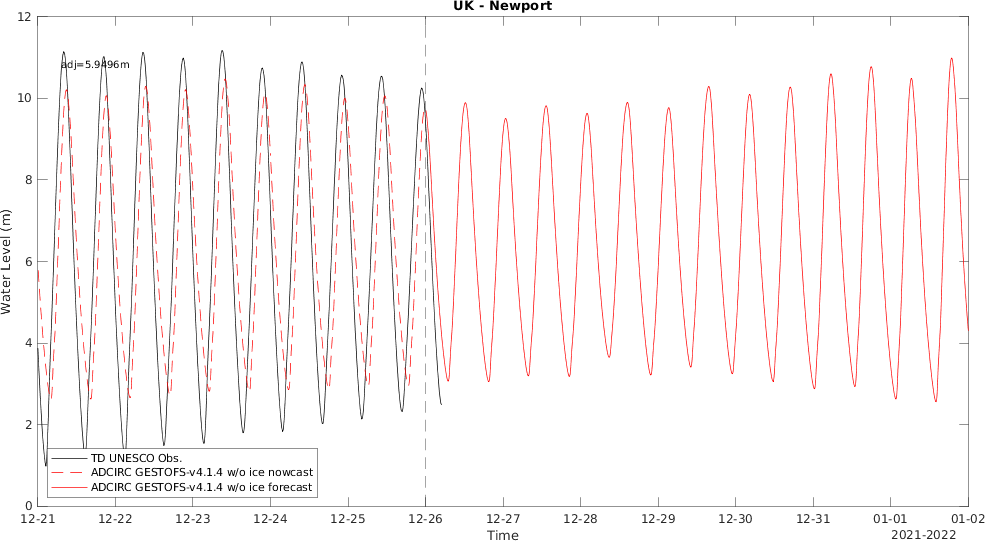 UK - Newport
12
10
8
6
4
2
0
Water Level (m)
adj=5.9496m
TD UNESCO Obs.
ADCIRC GESTOFS-v4.1.4 w/o ice nowcast
ADCIRC GESTOFS-v4.1.4 w/o ice forecast
12-21 12-22 12-23 12-24 12-25 12-26 12-27 12-28 12-29 12-30 12-31 01-01 01-02
Time
2021-2022